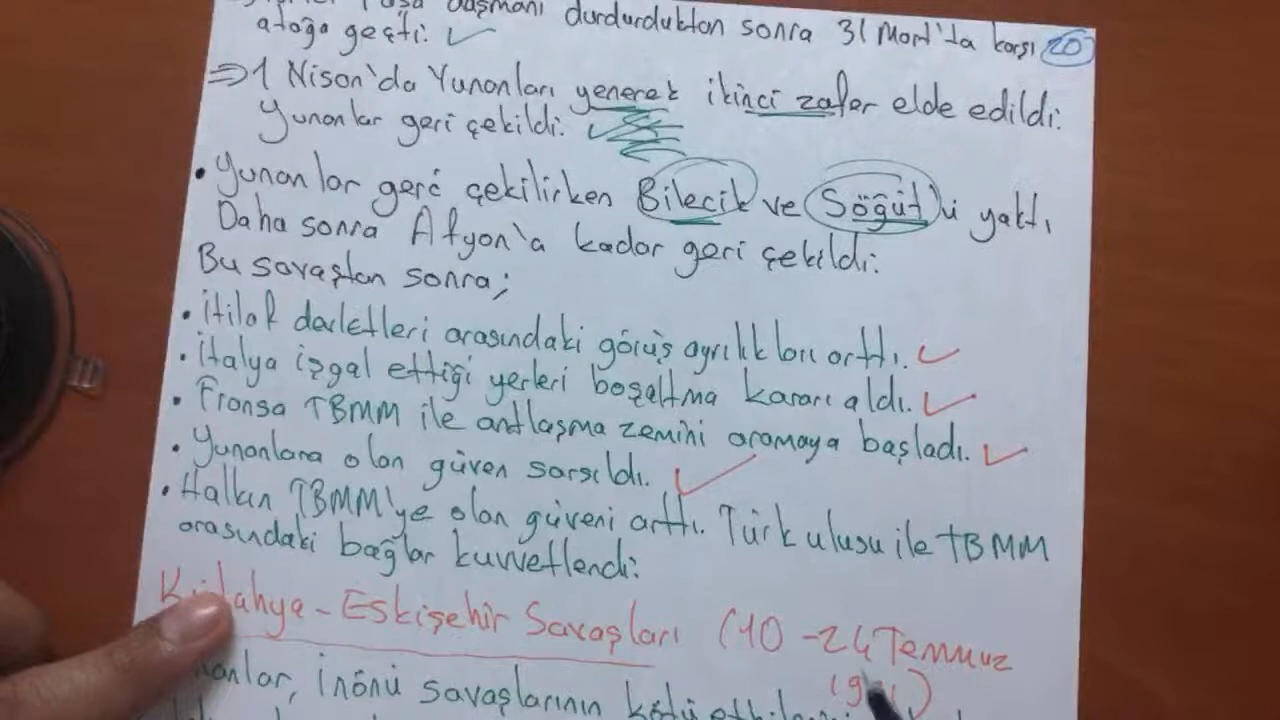 düşmanı durdurduktan sonra 31 Mart'ta karşı 20
atağa geçti.
⇒ 1 Nisan'da Yunanları yenerek ikinci zafer elde edildi.
Yunanlar geri çekildi.
• Yunanlar geri çekilirken Bilecik ve Söğüt'ü yaktı,
Daha sonra Afyon'a kadar geri çekildi.
Bu savaştan sonra;
• İtilaf devletleri arasındaki görüş ayrılıkları arttı.
• İtalya işgal ettiği yerleri boşaltma kararı aldı.
• Fransa TBMM ile antlaşma zemini aramaya başladı.
• Yunanlara olan güven sarsıldı.
• Halkın TBMM'ye olan güveni arttı. Türk ulusu ile TBMM
arasındaki bağlar kuvvetlendi.
Kütahya - Eskişehir Savaşları (10 - 24 Temmuz
İnönü savaşlarının kötü